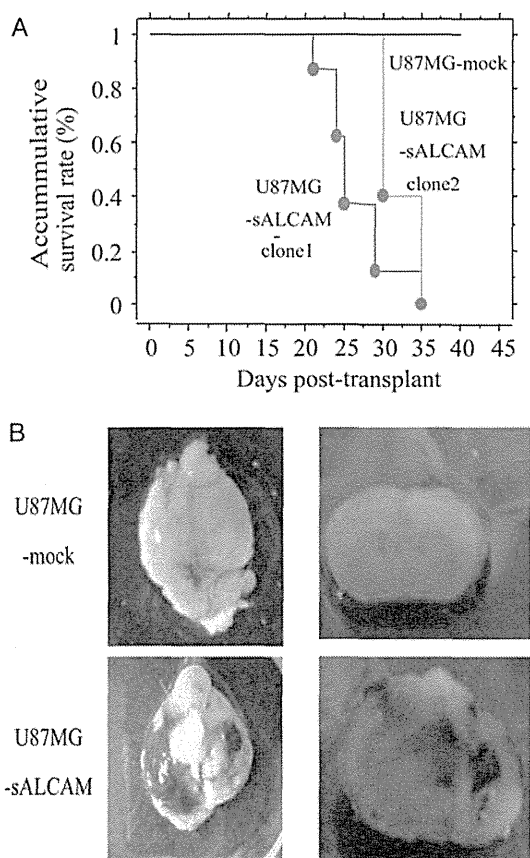 A
Accummulative
survival rate (%)
1
0.8
0.6
0.4
0.2
0
U87MG-mock
U87MG
-sALCAM
clone2
U87MG
-sALCAM
clone1
0 5 10 15 20 25 30 35 40 45
Days post-transplant
B
U87MG
-mock
U87MG
-sALCAM